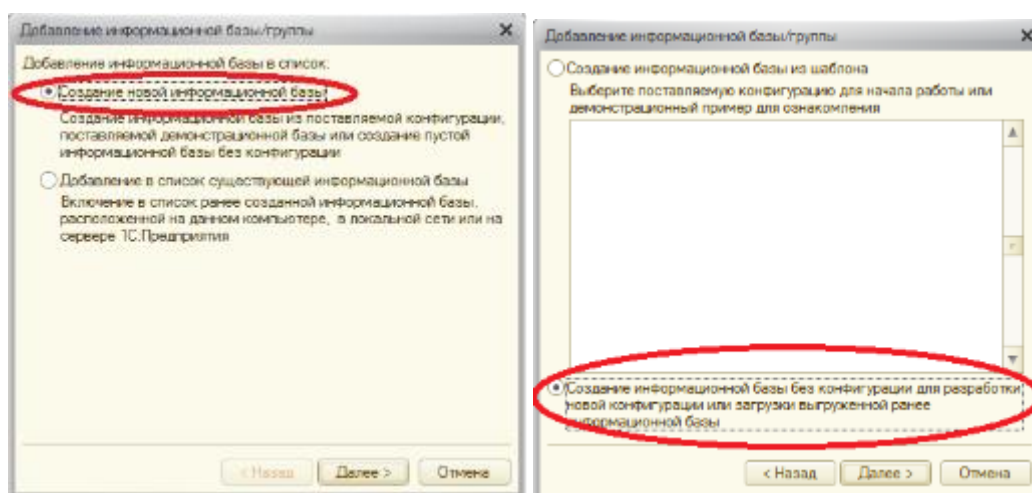 Добавление информационной базы/группы
Добавление информационной базы в список:
Создание новой информационной базы
Создание информационной базы из поставляемой конфигурации,
поставляемой демонстрационной базы или создание пустой
информационной базы без конфигурации
Добавление в список существующей информационной базы
Включение в список ранее созданной информационной базы,
расположенной на данном компьютере, в локальной сети или на
сервере 1С:Предприятия
< Назад Далее > Отмена
Добавление информационной базы/группы
Создание информационной базы из шаблона
Выберите поставляемую конфигурацию для начала работы или
демонстрационный пример для ознакомления
Создание информационной базы без конфигурации для разработки
новой конфигурации или загрузки выгруженной ранее
информационной базы
< Назад Далее > Отмена